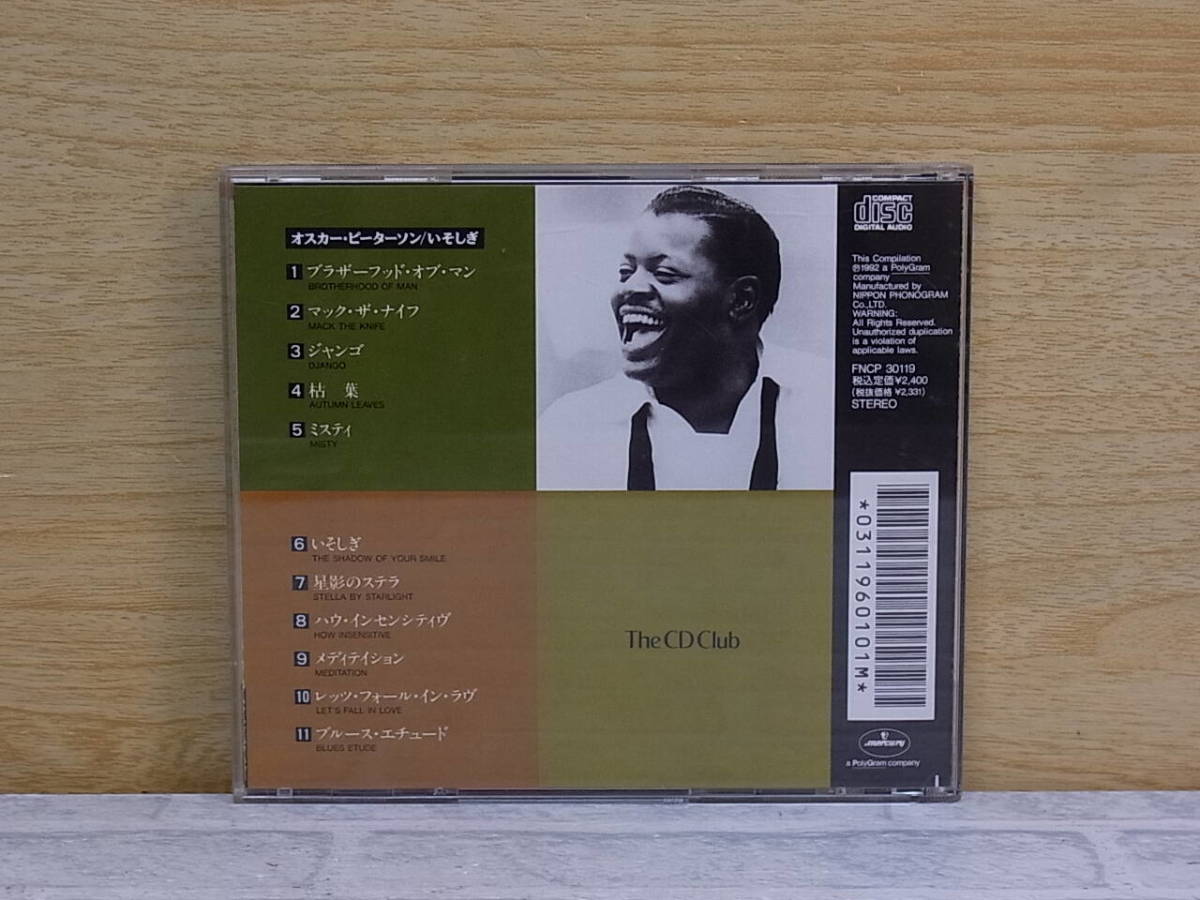 オスカー・ピーターソン/いそしぎ
1 ブラザーフッド・オブ・マン
BROTHERHOOD OF MAN
2 マック・ザ・ナイフ
MACK THE KNIFE
3 ジャンゴ
DJANGO
4 枯 葉
AUTUMN LEAVES
5 ミスティ
MISTY
6 いそしぎ
THE SHADOW OF YOUR SMILE
7 星影のステラ
STELLA BY STARLIGHT
8 ハウ・インセンシティヴ
HOW INSENSITIVE
9 メディテイション
MEDITATION
10 レッツ・フォール・イン・ラヴ
LET'S FALL IN LOVE
11 ブルース・エチュード
BLUES ETUDE
The CD Club
COMPACT
disc
DIGITAL AUDIO
This Compilation
℗1992 a PolyGram
company
Manufactured by
NIPPON PHONOGRAM
Co.,LTD.
WARNING:
All Rights Reserved.
Unauthorized duplication
is a violation of
applicable laws.
FNCP 30119
税込定価¥2,400
(税抜価格 ¥2,331)
STEREO
*0311960101M*
mercury
a PolyGram company